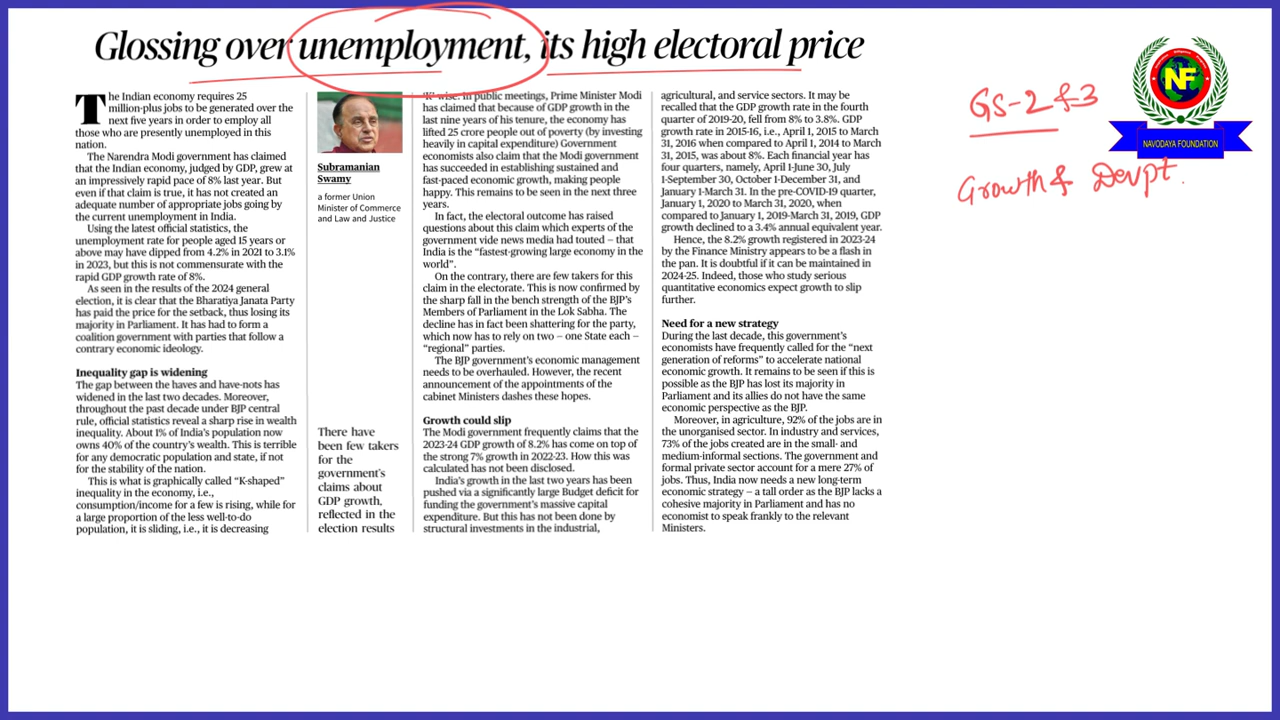 Glossing over unemployment, its high electoral price
The Indian economy requires 25
million-plus jobs to be generated over the
next five years in order to employ all
those who are presently unemployed in this
nation.
The Narendra Modi government has claimed
that the Indian economy, judged by GDP, grew at
an impressively rapid pace of 8% last year. But
even if that claim is true, it has not created an
adequate number of appropriate jobs going by
the current unemployment in India.
Using the latest official statistics, the
unemployment rate for people aged 15 years or
above may have dipped from 4.2% in 2021 to 3.1%
in 2023, but this is not commensurate with the
rapid GDP growth rate of 8%.
As seen in the results of the 2024 general
election, it is clear that the Bharatiya Janata Party
has paid the price for the setback, thus losing its
majority in Parliament. It has had to form a
coalition government with parties that follow a
contrary economic ideology.
Inequality gap is widening
The gap between the haves and have-nots has
widened in the last two decades. Moreover,
throughout the past decade under BJP central
rule, official statistics reveal a sharp rise in wealth
inequality. About 1% of India's population now
owns 40% of the country's wealth. This is terrible
for any democratic population and state, if not
for the stability of the nation.
This is what is graphically called "K-shaped"
inequality in the economy, i.e.,
consumption/income for a few is rising, while for
a large proportion of the less well-to-do
population, it is sliding, i.e., it is decreasing
Subramanian
Swamy
a former Union
Minister of Commerce
and Law and Justice
There have
been few takers
for the
government's
claims about
GDP growth,
reflected in the
election results
'K'-wise. In public meetings, Prime Minister Modi
has claimed that because of GDP growth in the
last nine years of his tenure, the economy has
lifted 25 crore people out of poverty (by investing
heavily in capital expenditure) Government
economists also claim that the Modi government
has succeeded in establishing sustained and
fast-paced economic growth, making people
happy. This remains to be seen in the next three
years.
In fact, the electoral outcome has raised
questions about this claim which experts of the
government vide news media had touted – that
India is the "fastest-growing large economy in the
world".
On the contrary, there are few takers for this
claim in the electorate. This is now confirmed by
the sharp fall in the bench strength of the BJP's
Members of Parliament in the Lok Sabha. The
decline has in fact been shattering for the party,
which now has to rely on two – one State each –
"regional" parties.
The BJP government's economic management
needs to be overhauled. However, the recent
announcement of the appointments of the
cabinet Ministers dashes these hopes.
Growth could slip
The Modi government frequently claims that the
2023-24 GDP growth of 8.2% has come on top of
the strong 7% growth in 2022-23. How this was
calculated has not been disclosed.
India's growth in the last two years has been
pushed via a significantly large Budget deficit for
funding the government's massive capital
expenditure. But this has not been done by
structural investments in the industrial,
agricultural, and service sectors. It may be
recalled that the GDP growth rate in the fourth
quarter of 2019-20, fell from 8% to 3.8%. GDP
growth rate in 2015-16, i.e., April 1, 2015 to March
31, 2016 when compared to April 1, 2014 to March
31, 2015, was about 8%. Each financial year has
four quarters, namely, April 1-June 30, July
1-September 30, October 1-December 31, and
January 1-March 31. In the pre-COVID-19 quarter,
January 1, 2020 to March 31, 2020, when
compared to January 1, 2019-March 31, 2019, GDP
growth declined to a 3.4% annual equivalent year.
Hence, the 8.2% growth registered in 2023-24
by the Finance Ministry appears to be a flash in
the pan. It is doubtful if it can be maintained in
2024-25. Indeed, those who study serious
quantitative economics expect growth to slip
further.
Need for a new strategy
During the last decade, this government's
economists have frequently called for the "next
generation of reforms" to accelerate national
economic growth. It remains to be seen if this is
possible as the BJP has lost its majority in
Parliament and its allies do not have the same
economic perspective as the BJP.
Moreover, in agriculture, 92% of the jobs are in
the unorganised sector. In industry and services,
73% of the jobs created are in the small- and
medium-informal sections. The government and
formal private sector account for a mere 27% of
jobs. Thus, India now needs a new long-term
economic strategy – a tall order as the BJP lacks a
cohesive majority in Parliament and has no
economist to speak frankly to the relevant
Ministers.
GS-2 & 3
Growth & Devpt.
NF
NAVODAYA FOUNDATION